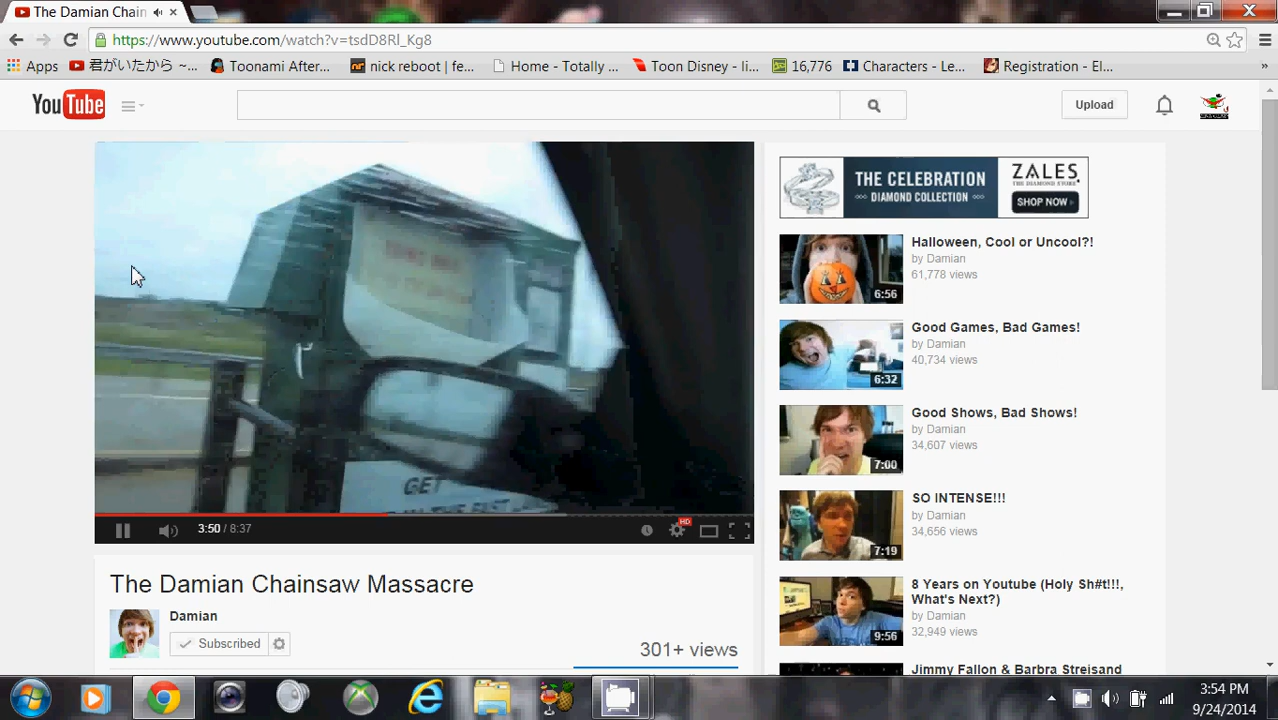 The Damian Chain
https://www.youtube.com/watch?v=tsdD8Rl_Kg8
Apps
君がいたから ~...
Toonami After...
nick reboot | fe...
Home - Totally ...
Toon Disney - li...
16,776
Characters - Le...
Registration - El...
»
YouTube
Upload
THE CELEBRATION
DIAMOND COLLECTION
ZALES
THE DIAMOND STORE
SHOP NOW
Halloween, Cool or Uncool?!
by Damian
61,778 views
6:56
Good Games, Bad Games!
by Damian
40,734 views
6:32
Good Shows, Bad Shows!
by Damian
34,607 views
7:00
SO INTENSE!!!
by Damian
34,656 views
7:19
8 Years on Youtube (Holy Sh#t!!!,
What's Next?)
by Damian
32,949 views
9:56
Jimmy Fallon & Barbra Streisand
GET
3:50 / 8:37
HD
The Damian Chainsaw Massacre
Damian
Subscribed
301+ views
3:54 PM
9/24/2014